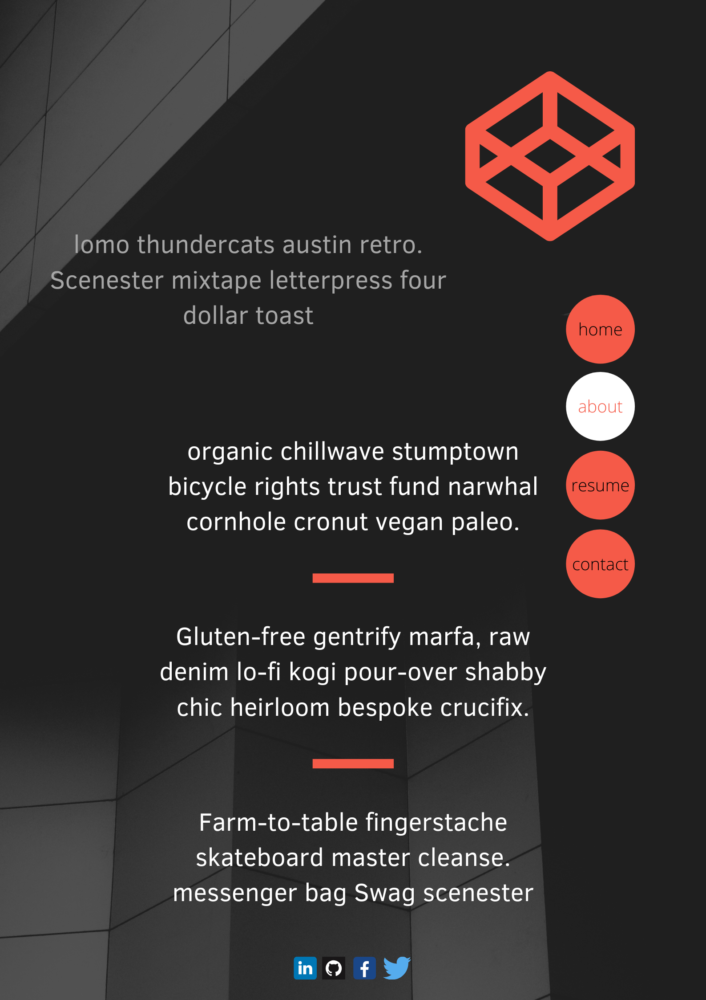 lomo thundercats austin retro.
Scenester mixtape letterpress four
dollar toast
home
about
resume
contact
organic chillwave stumptown
bicycle rights trust fund narwhal
cornhole cronut vegan paleo.
Gluten-free gentrify marfa, raw
denim lo-fi kogi pour-over shabby
chic heirloom bespoke crucifix.
Farm-to-table fingerstache
skateboard master cleanse.
messenger bag Swag scenester
in
f